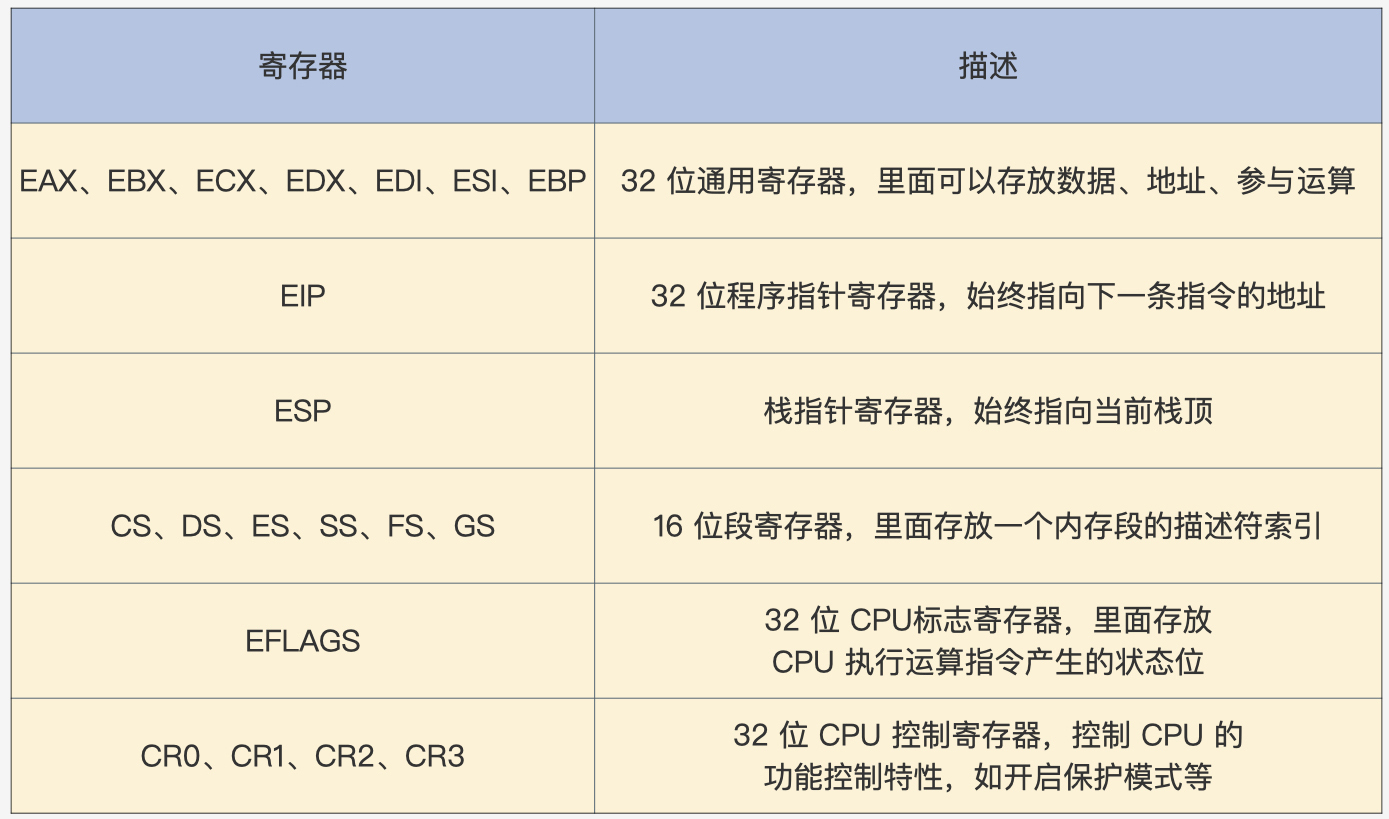 寄存器
描述
EAX、EBX、ECX、EDX、EDI、ESI、EBP
32 位通用寄存器，里面可以存放数据、地址、参与运算
EIP
32 位程序指针寄存器，始终指向下一条指令的地址
ESP
栈指针寄存器，始终指向当前栈顶
CS、DS、ES、SS、FS、GS
16 位段寄存器，里面存放一个内存段的描述符索引
EFLAGS
32 位 CPU标志寄存器，里面存放
CPU 执行运算指令产生的状态位
CR0、CR1、CR2、CR3
32 位 CPU 控制寄存器，控制 CPU 的
功能控制特性，如开启保护模式等